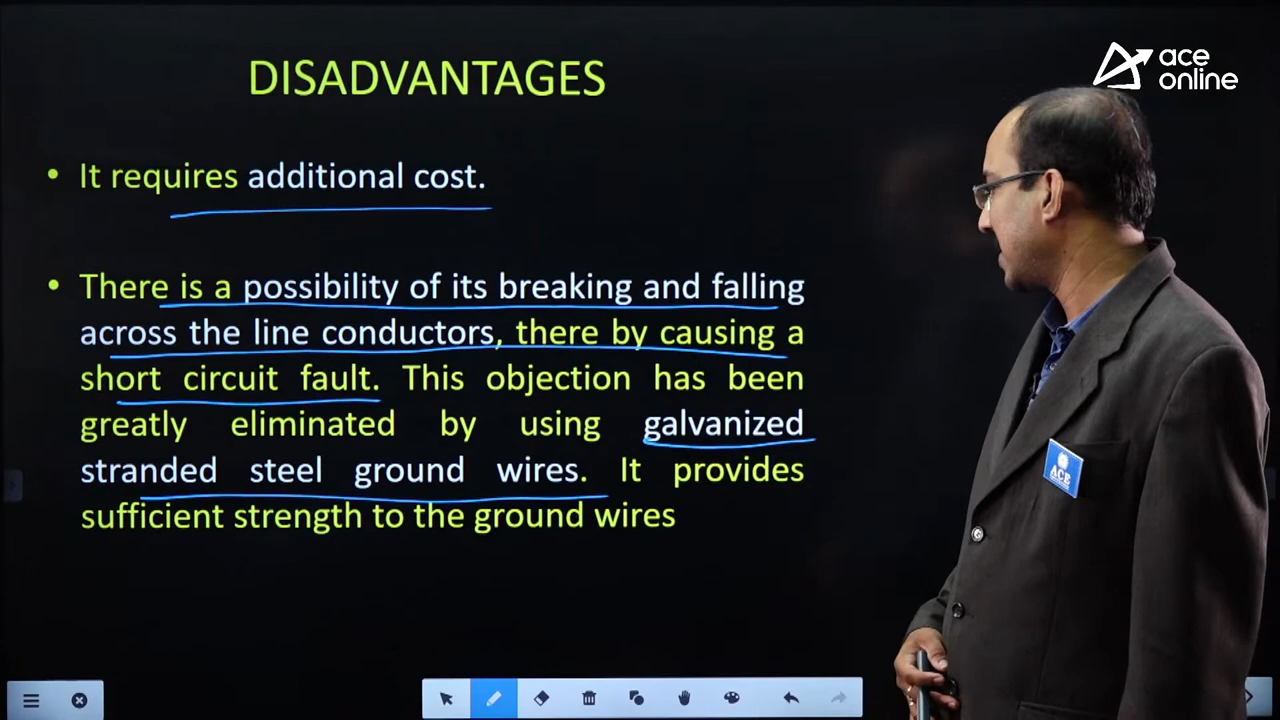 DISADVANTAGES
ace
online
• It requires additional cost.
• There is a possibility of its breaking and falling
across the line conductors, there by causing a
short circuit fault. This objection has been
greatly eliminated by using galvanized
stranded steel ground wires. It provides
sufficient strength to the ground wires
ACE